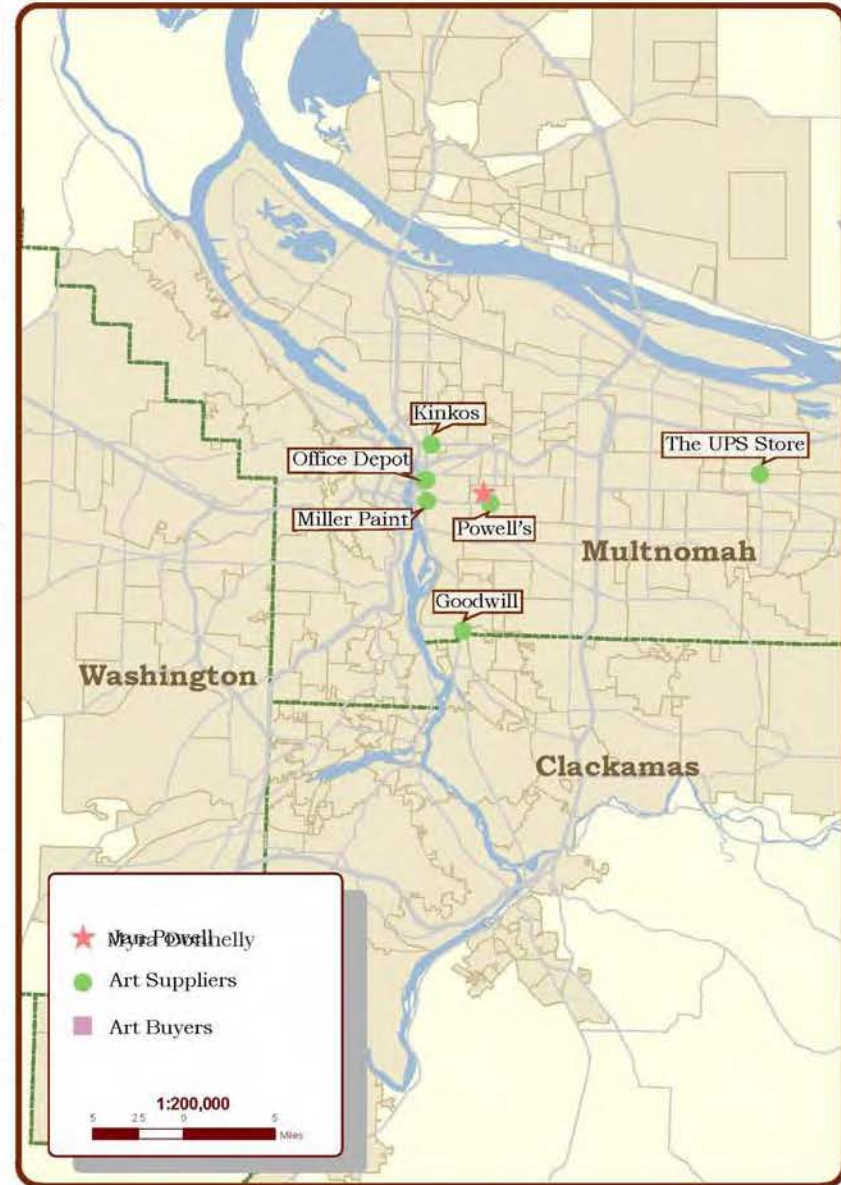 Kinkos
The UPS Store
Office Depot
Miller Paint
Powell's
Multnomah
Goodwill
Washington
Clackamas
Art Suppliers
Art Buyers
1:200,000
5 2.5 0 5
Miles